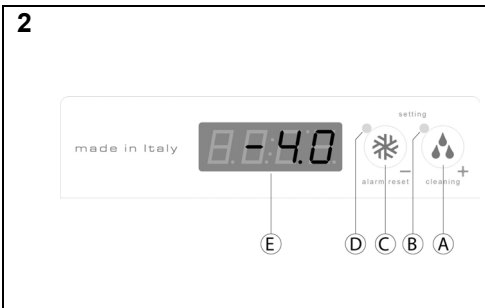 2
setting
made in Italy
-4.0
− +
alarm reset cleaning
E D C B A